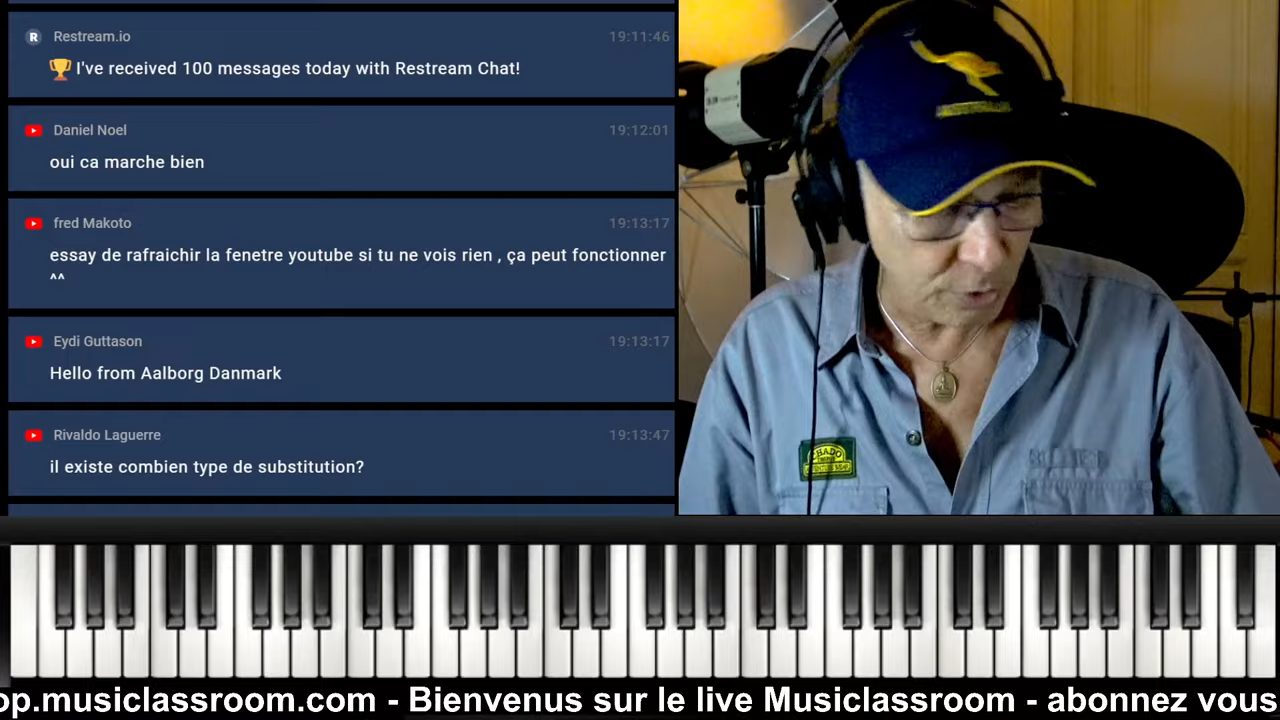 Restream.io 19:11:46
🏆 I've received 100 messages today with Restream Chat!
Daniel Noel 19:12:01
oui ca marche bien
fred Makoto 19:13:17
essay de rafraichir la fenetre youtube si tu ne vois rien , ça peut fonctionner
^^
Eydi Guttason 19:13:17
Hello from Aalborg Danmark
Rivaldo Laguerre 19:13:47
il existe combien type de substitution?
op.musiclassroom.com - Bienvenus sur le live Musiclassroom - abonnez vous